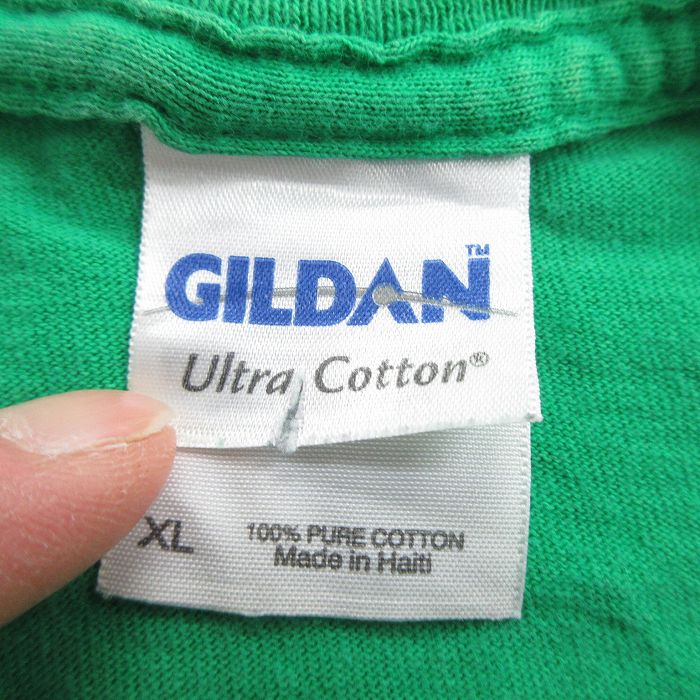 GILDAN™
Ultra Cotton®
XL
100% PURE COTTON
Made in Haiti